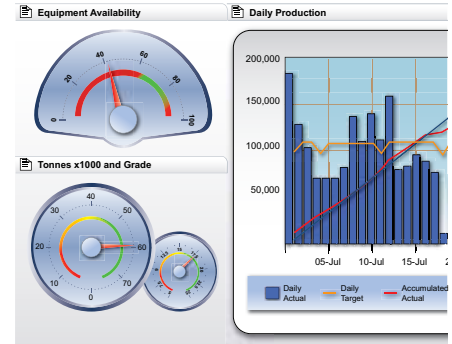 Equipment Availability
0
20
40
60
80
100
Tonnes x1000 and Grade
0
10
20
30
40
50
60
70
Daily Production
200,000
150,000
100,000
50,000
05-Jul 10-Jul 15-Jul 2
Daily Actual
Daily Target
Accumulated Actual